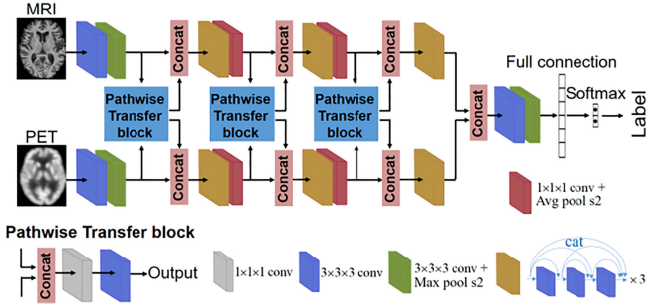 MRI
Concat
Concat
Concat
Full connection
Softmax
Pathwise
Transfer
block
Pathwise
Transfer
block
Pathwise
Transfer
block
Concat
Label
PET
Concat
Concat
Concat
1×1×1 conv +
Avg pool s2
Pathwise Transfer block
Concat
Output
1×1×1 conv
3×3×3 conv
3×3×3 conv +
Max pool s2
cat
×3